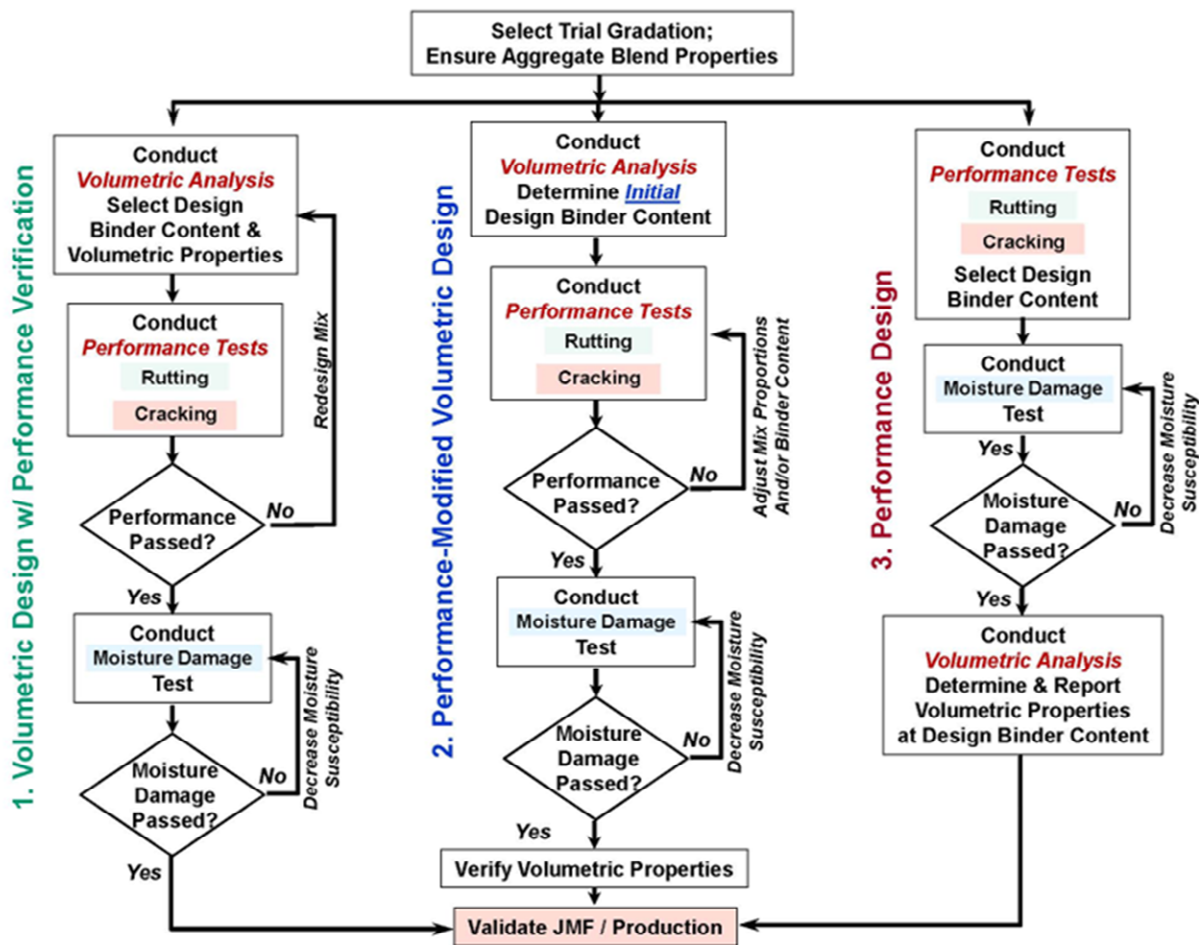 Select Trial Gradation;
Ensure Aggregate Blend Properties
1. Volumetric Design w/ Performance Verification
Conduct
Volumetric Analysis
Select Design
Binder Content &
Volumetric Properties
Conduct
Performance Tests
Rutting
Cracking
Redesign Mix
Performance
Passed?
No
Yes
Conduct
Moisture Damage
Test
Decrease Moisture
Susceptibility
Moisture
Damage
Passed?
No
Yes
2. Performance-Modified Volumetric Design
Conduct
Volumetric Analysis
Determine Initial
Design Binder Content
Conduct
Performance Tests
Rutting
Cracking
Adjust Mix Proportions
And/or Binder Content
Performance
Passed?
No
Yes
Conduct
Moisture Damage
Test
Decrease Moisture
Susceptibility
Moisture
Damage
Passed?
No
Yes
Verify Volumetric Properties
Validate JMF / Production
3. Performance Design
Conduct
Performance Tests
Rutting
Cracking
Select Design
Binder Content
Conduct
Moisture Damage
Test
Decrease Moisture
Susceptibility
Yes
Moisture
Damage
Passed?
No
Yes
Conduct
Volumetric Analysis
Determine & Report
Volumetric Properties
at Design Binder Content